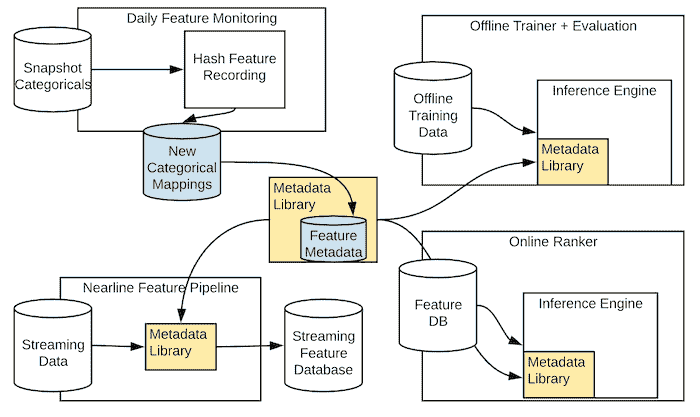 Daily Feature Monitoring
Snapshot
Categoricals
Hash Feature
Recording
New
Categorical
Mappings
Metadata
Library
Feature
Metadata
Offline Trainer + Evaluation
Offline
Training
Data
Inference Engine
Metadata
Library
Online Ranker
Feature
DB
Inference Engine
Metadata
Library
Nearline Feature Pipeline
Streaming
Data
Metadata
Library
Streaming
Feature
Database